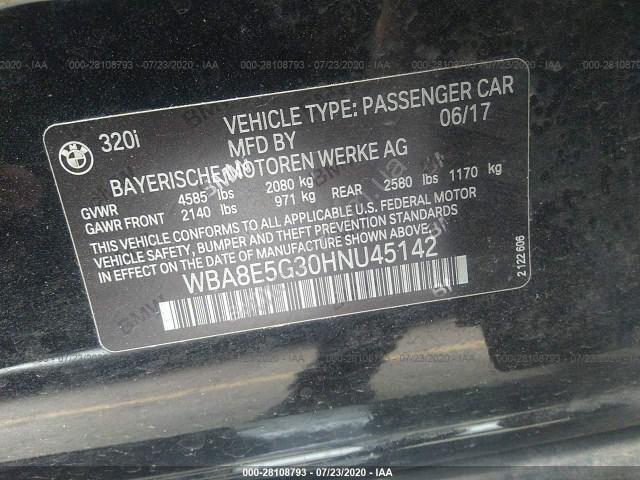 000-28108793 - 07/23/2020 - IAA
BMW
320i
VEHICLE TYPE: PASSENGER CAR
MFD BY
06/17
BAYERISCHE MOTOREN WERKE AG
GVWR 4585 lbs 2080 kg
GAWR FRONT 2140 lbs 971 kg REAR 2580 lbs 1170 kg
THIS VEHICLE CONFORMS TO ALL APPLICABLE U.S. FEDERAL MOTOR
VEHICLE SAFETY, BUMPER AND THEFT PREVENTION STANDARDS
IN EFFECT ON THE DATE OF MANUFACTURE SHOWN ABOVE.
WBA8E5G30HNU45142
2 122 606
000-28108793 - 07/23/2020 - IAA